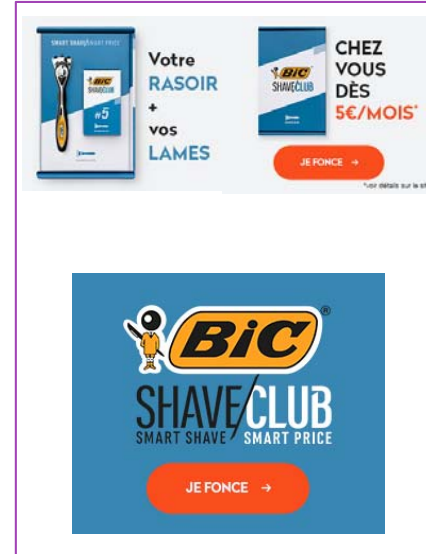 SMART SHAVE/SMART PRICE
BiC
SHAVE/CLUB
#5
Votre
RASOIR
+
vos
LAMES
BiC
SHAVE/CLUB
CHEZ
VOUS
DÈS
5€/MOIS*
JE FONCE →
*voir détails sur le
BiC®
SHAVE/CLUB
SMART SHAVE/SMART PRICE
JE FONCE →